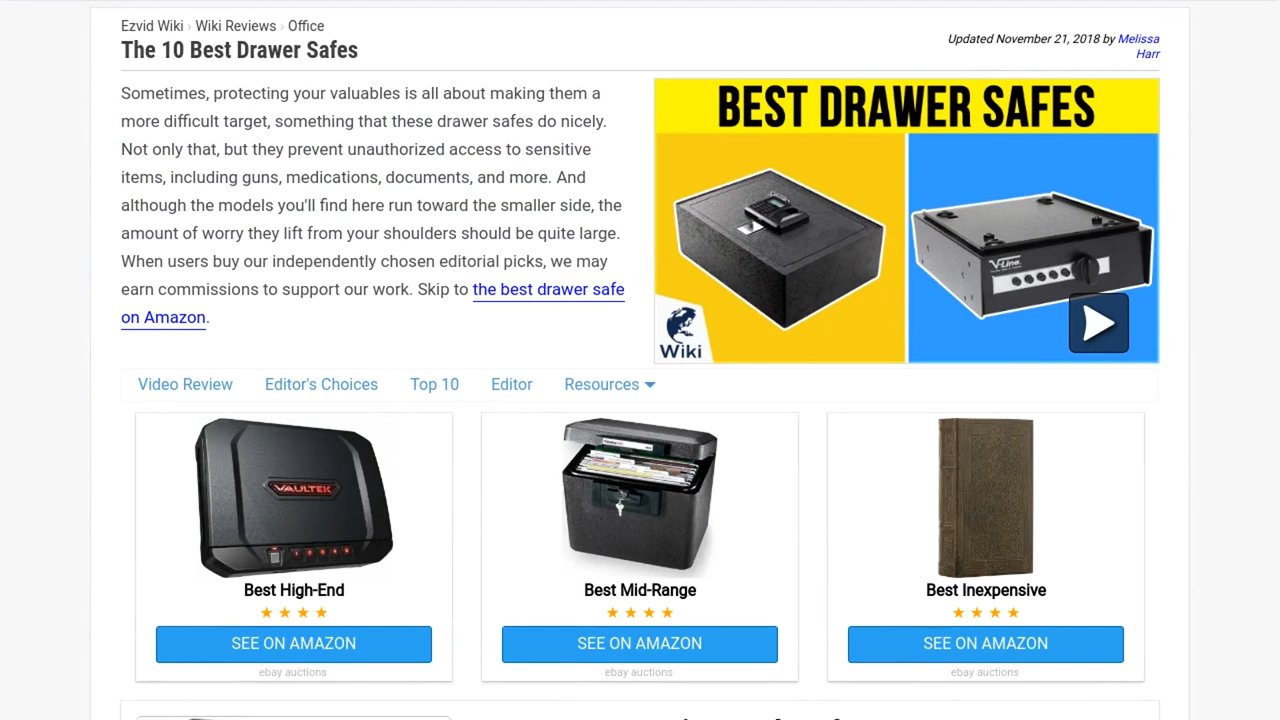 Ezvid Wiki › Wiki Reviews › Office
The 10 Best Drawer Safes
Updated November 21, 2018 by Melissa
Harr
Sometimes, protecting your valuables is all about making them a
more difficult target, something that these drawer safes do nicely.
Not only that, but they prevent unauthorized access to sensitive
items, including guns, medications, documents, and more. And
although the models you'll find here run toward the smaller side, the
amount of worry they lift from your shoulders should be quite large.
When users buy our independently chosen editorial picks, we may
earn commissions to support our work. Skip to the best drawer safe
on Amazon.
BEST DRAWER SAFES
V-Line
Wiki
Video Review Editor's Choices Top 10 Editor Resources
VAULTEK
Best High-End
SEE ON AMAZON
ebay auctions
Best Mid-Range
SEE ON AMAZON
ebay auctions
Best Inexpensive
SEE ON AMAZON
ebay auctions